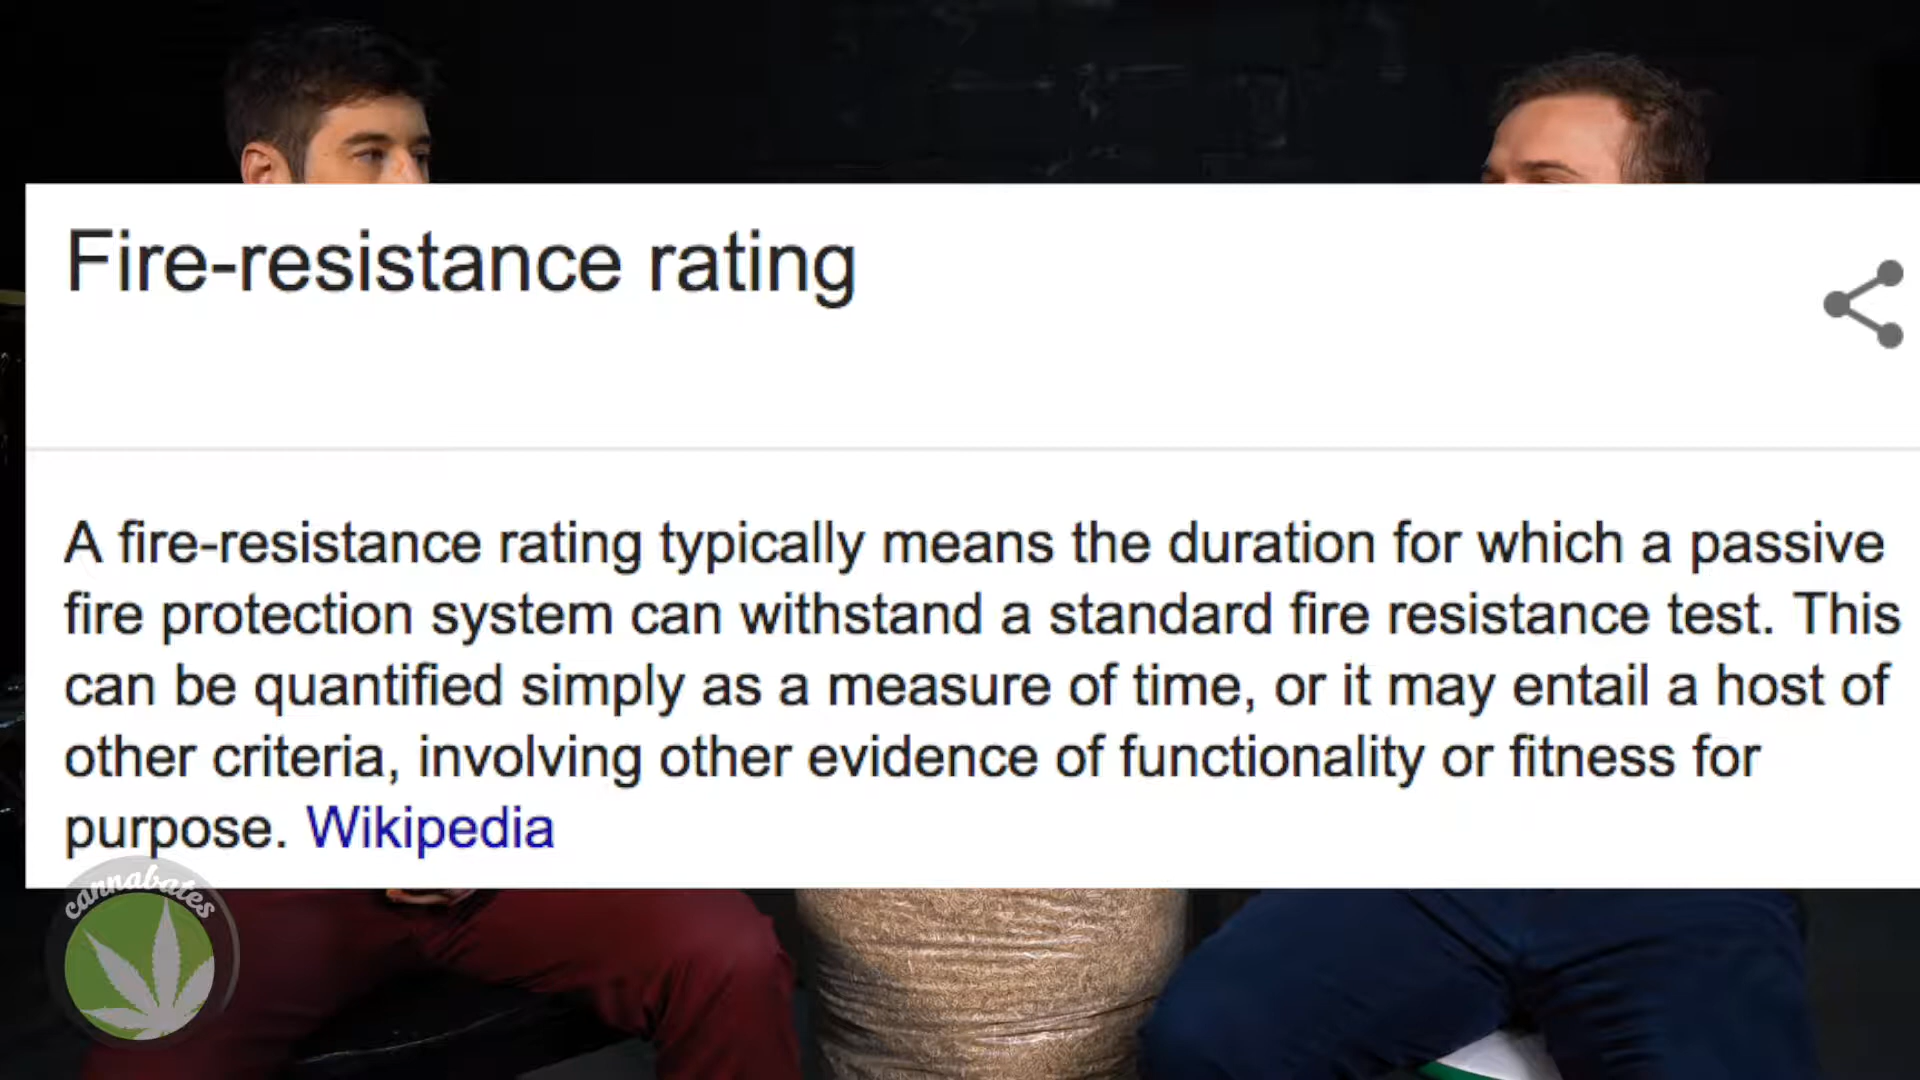 Fire-resistance rating
A fire-resistance rating typically means the duration for which a passive
fire protection system can withstand a standard fire resistance test. This
can be quantified simply as a measure of time, or it may entail a host of
other criteria, involving other evidence of functionality or fitness for
purpose. Wikipedia
cannabates